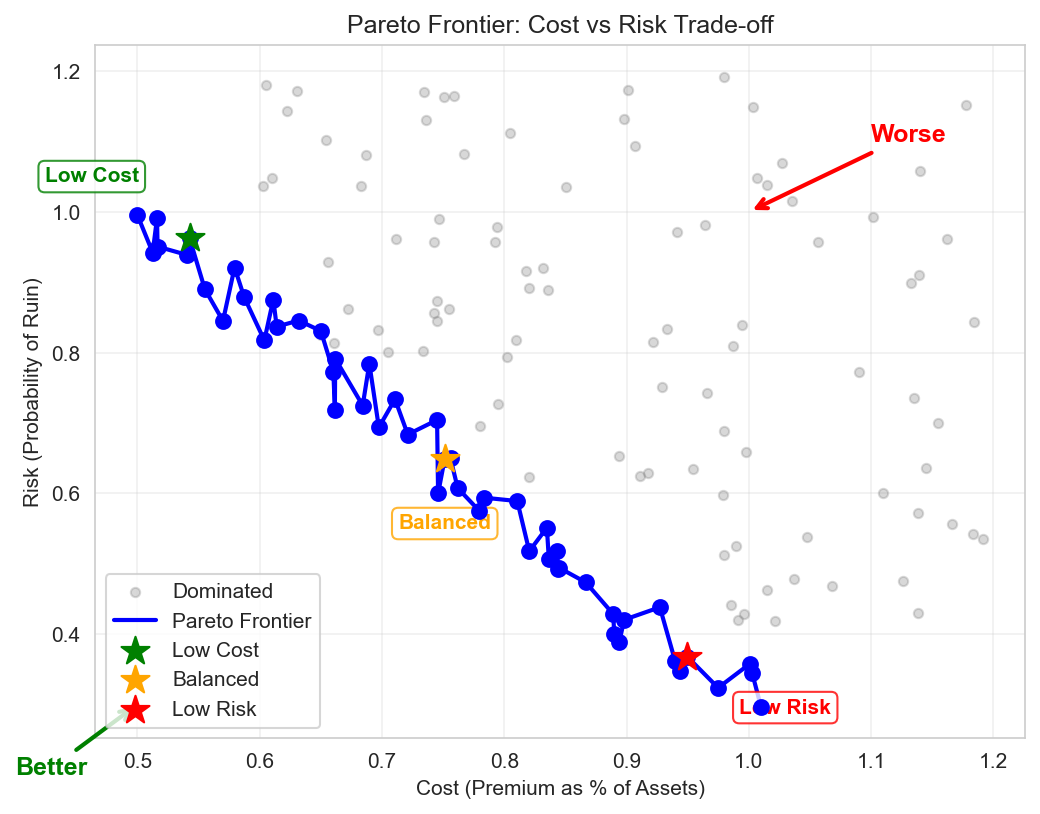 Pareto Frontier: Cost vs Risk Trade-off
1.2
1.0
0.8
0.6
0.4
Risk (Probability of Ruin)
Worse
Low Cost
Balanced
Low Risk
Dominated
Pareto Frontier
Low Cost
Balanced
Low Risk
Better
0.5 0.6 0.7 0.8 0.9 1.0 1.1 1.2
Cost (Premium as % of Assets)